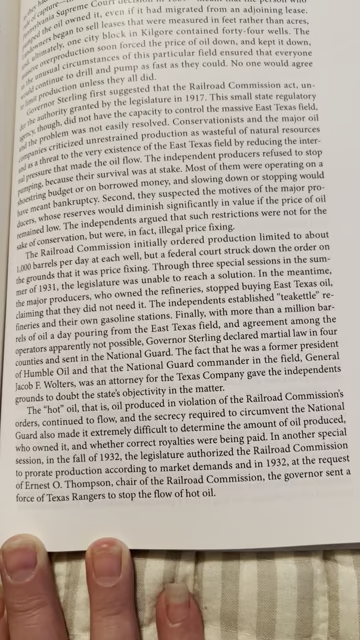 of capture—
Pennsylvania Supreme Court
the oil owned it, even if it had migrated from an adjoining lease.
began to sell leases that were measured in feet rather than acres,
ultimately, one city block in Kilgore contained forty-four wells. The
overproduction soon forced the price of oil down, and kept it down,
the unusual circumstances of this particular field ensured that everyone
would continue to drill and pump as fast as they could. No one would agree
to limit production unless they all did.
Governor Sterling first suggested that the Railroad Commission act, un-
der the authority granted by the legislature in 1917. This small state regulatory
agency, though, did not have the capacity to control the massive East Texas field,
and the problem was not easily resolved. Conservationists and the major oil
companies criticized unrestrained production as wasteful of natural resources
and as a threat to the very existence of the East Texas field by reducing the inter-
nal pressure that made the oil flow. The independent producers refused to stop
pumping, because their survival was at stake. Most of them were operating on a
shoestring budget or on borrowed money, and slowing down or stopping would
have meant bankruptcy. Second, they suspected the motives of the major pro-
ducers, whose reserves would diminish significantly in value if the price of oil
remained low. The independents argued that such restrictions were not for the
sake of conservation, but were, in fact, illegal price fixing.
The Railroad Commission initially ordered production limited to about
1,000 barrels per day at each well, but a federal court struck down the order on
the grounds that it was price fixing. Through three special sessions in the sum-
mer of 1931, the legislature was unable to reach a solution. In the meantime,
the major producers, who owned the refineries, stopped buying East Texas oil,
claiming that they did not need it. The independents established "teakettle" re-
fineries and their own gasoline stations. Finally, with more than a million bar-
rels of oil a day pouring from the East Texas field, and agreement among the
operators apparently not possible, Governor Sterling declared martial law in four
counties and sent in the National Guard. The fact that he was a former president
of Humble Oil and that the National Guard commander in the field, General
Jacob F. Wolters, was an attorney for the Texas Company gave the independents
grounds to doubt the state's objectivity in the matter.
The "hot" oil, that is, oil produced in violation of the Railroad Commission's
orders, continued to flow, and the secrecy required to circumvent the National
Guard also made it extremely difficult to determine the amount of oil produced,
who owned it, and whether correct royalties were being paid. In another special
session, in the fall of 1932, the legislature authorized the Railroad Commission
to prorate production according to market demands and in 1932, at the request
of Ernest O. Thompson, chair of the Railroad Commission, the governor sent a
force of Texas Rangers to stop the flow of hot oil.